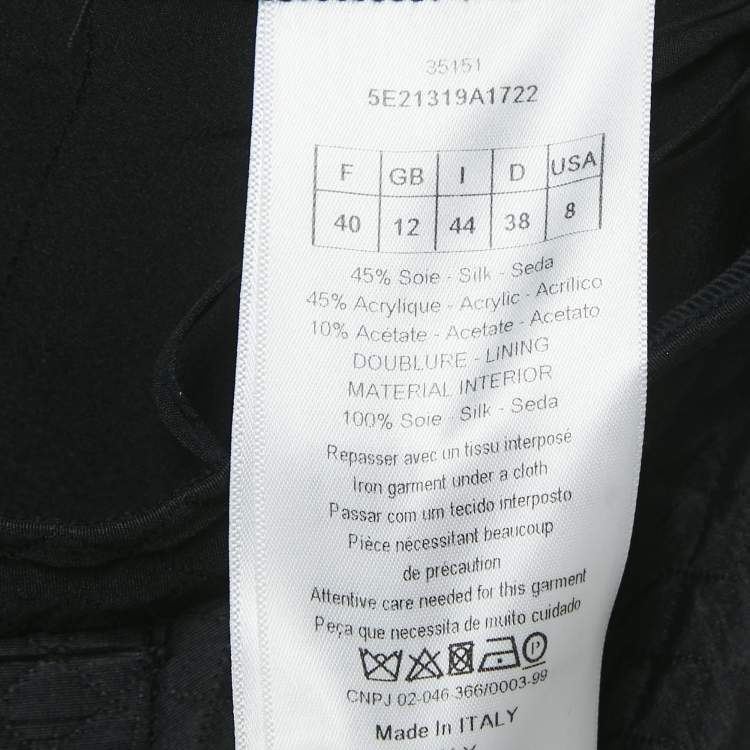 35151
5E21319A1722
F GB I D USA
40 12 44 38 8
45% Soie - Silk - Seda
45% Acrylique - Acrylic - Acrílico
10% Acétate - Acetate - Acetato
DOUBLURE - LINING
MATERIAL INTERIOR
100% Soie - Silk - Seda
Repasser avec un tissu interposé
Iron garment under a cloth
Passar com um tecido interposto
Pièce nécessitant beaucoup
de précaution
Attentive care needed for this garment
Peça que necessita de muito cuidado
P
CNPJ 02-046 366/0003-99
Made In ITALY